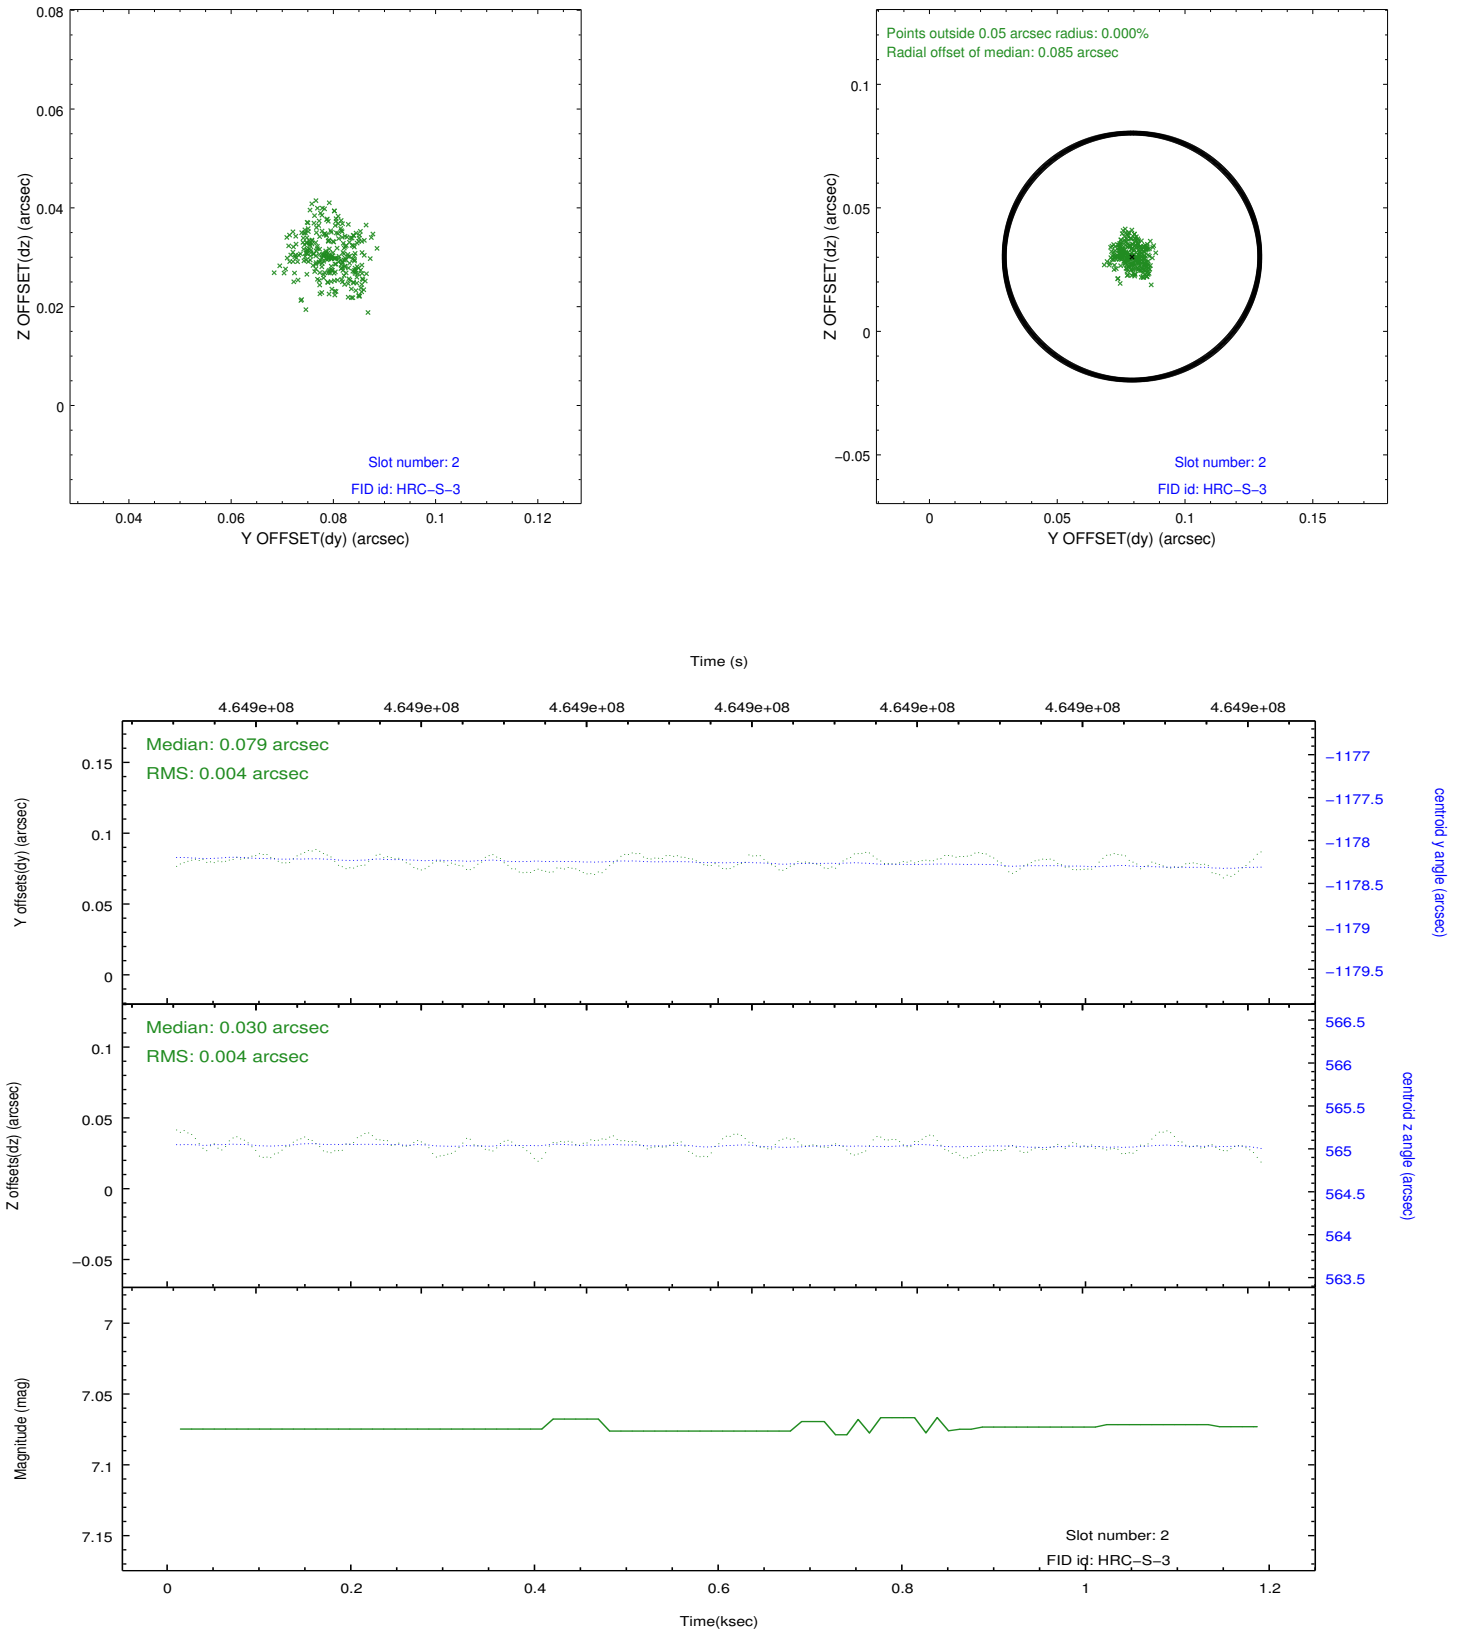 0.08
0.06
0.04
0.02
0
Z OFFSET(dz) (arcsec)
Slot number: 2
FID id: HRC−S−3
0.04 0.06 0.08 0.1 0.12
Y OFFSET(dy) (arcsec)
Points outside 0.05 arcsec radius: 0.000%
Radial offset of median: 0.085 arcsec
0.1
0.05
0
−0.05
Z OFFSET(dz) (arcsec)
Slot number: 2
FID id: HRC−S−3
0 0.05 0.1 0.15
Y OFFSET(dy) (arcsec)
Time (s)
4.649e+08 4.649e+08 4.649e+08 4.649e+08 4.649e+08 4.649e+08 4.649e+08
Median: 0.079 arcsec
RMS: 0.004 arcsec
0.15
0.1
0.05
0
Y offsets(dy) (arcsec)
−1177
−1177.5
−1178
−1178.5
−1179
−1179.5
centroid y angle (arcsec)
Median: 0.030 arcsec
RMS: 0.004 arcsec
0.1
0.05
0
−0.05
Z offsets(dz) (arcsec)
566.5
566
565.5
565
564.5
564
563.5
centroid z angle (arcsec)
7
7.05
7.1
7.15
Magnitude (mag)
Slot number: 2
FID id: HRC−S−3
0 0.2 0.4 0.6 0.8 1 1.2
Time(ksec)